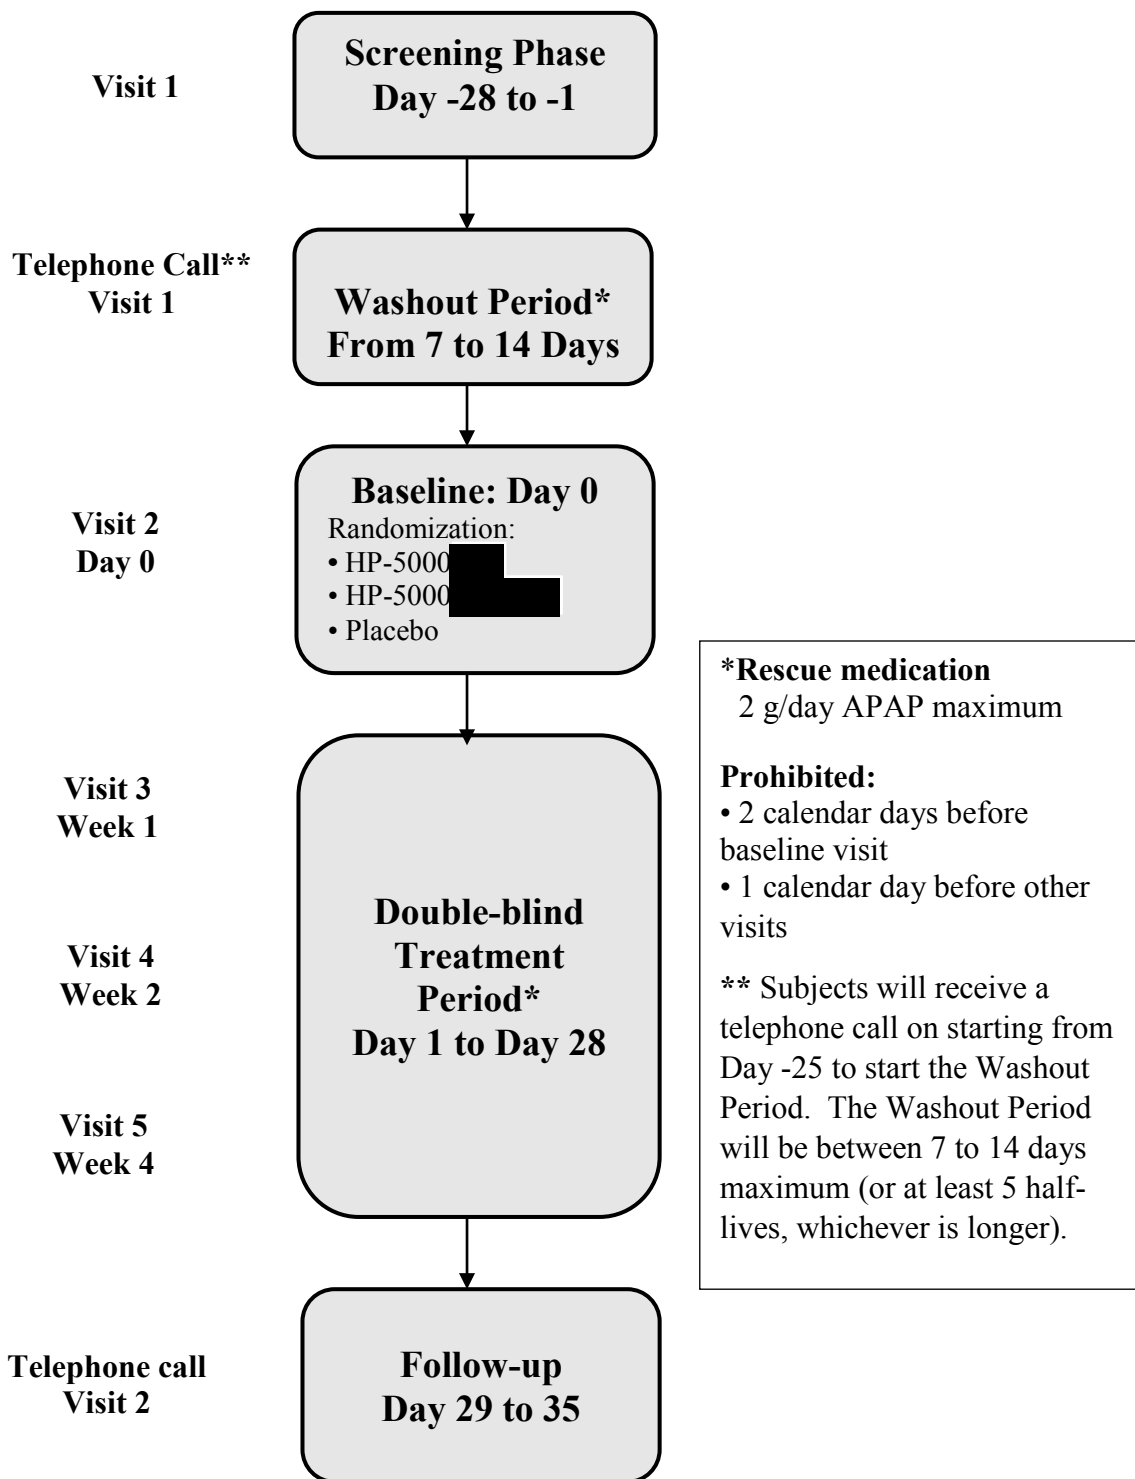 Visit 1
Screening Phase
Day -28 to -1
Telephone Call**
Visit 1
Washout Period*
From 7 to 14 Days
Visit 2
Day 0
Baseline: Day 0
Randomization:
• HP-5000
• HP-5000
• Placebo
Visit 3
Week 1
Visit 4
Week 2
Visit 5
Week 4
Double-blind
Treatment
Period*
Day 1 to Day 28
*Rescue medication
2 g/day APAP maximum
Prohibited:
• 2 calendar days before
baseline visit
• 1 calendar day before other
visits
** Subjects will receive a
telephone call on starting from
Day -25 to start the Washout
Period. The Washout Period
will be between 7 to 14 days
maximum (or at least 5 half-
lives, whichever is longer).
Telephone call
Visit 2
Follow-up
Day 29 to 35